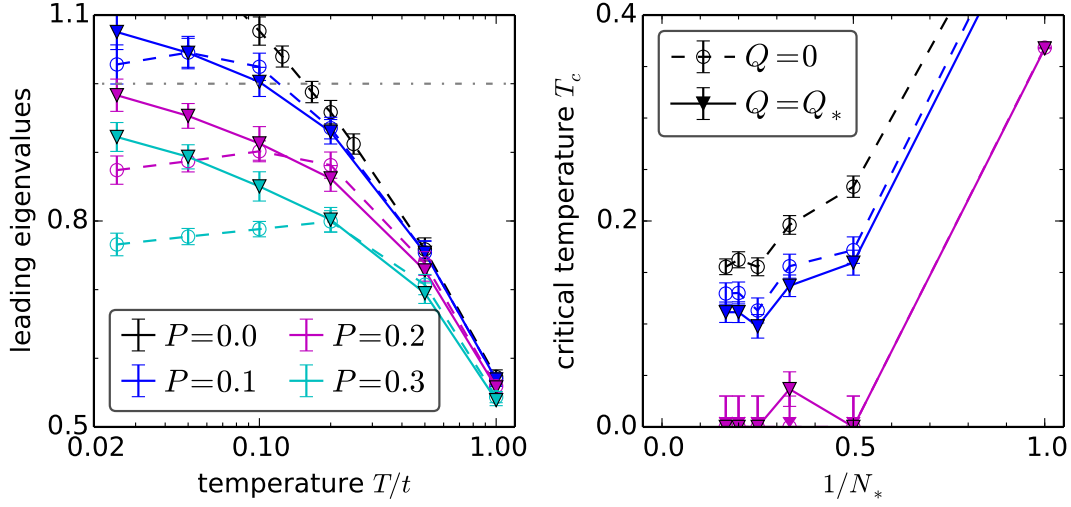 1.1
0.8
0.5
0.02
0.10
1.00
leading eigenvalues
temperature T/t
P=0.0
P=0.2
P=0.1
P=0.3
0.4
0.2
0.0
0.0
0.5
1.0
critical temperature T_c
1/N_*
Q=0
Q=Q_*